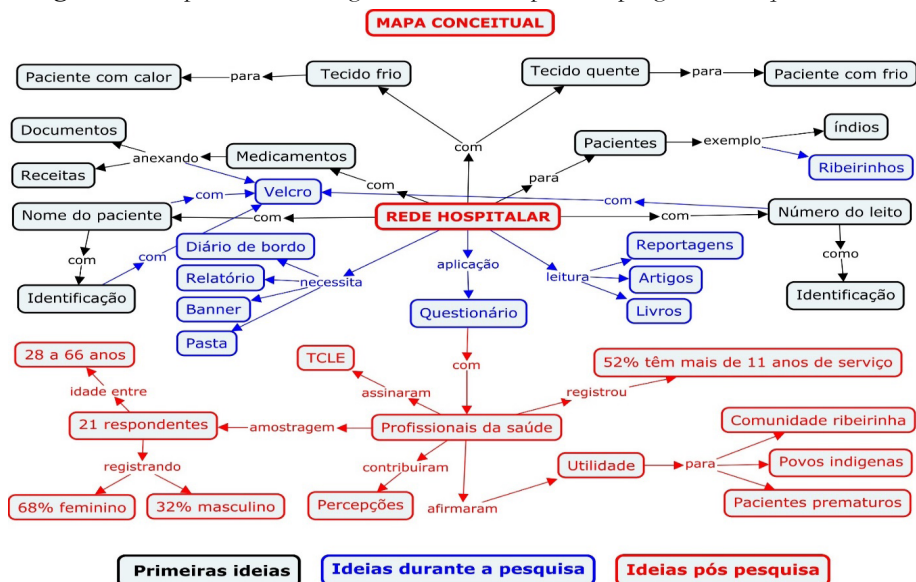 MAPA CONCEITUAL
Paciente com calor
para
Tecido frio
Tecido quente
para
Paciente com frio
Documentos
anexando
Receitas
Medicamentos
com
com
para
Pacientes
exemplo
índios
Ribeirinhos
com
Velcro
com
Nome do paciente
com
REDE HOSPITALAR
com
Número do leito
com
com
como
Identificação
Identificação
Diário de bordo
Relatório
necessita
Banner
Pasta
aplicação
Questionário
leitura
Reportagens
Artigos
Livros
com
28 a 66 anos
idade entre
21 respondentes
amostragem
registrando
68% feminino
32% masculino
TCLE
assinaram
Profissionais da saúde
registrou
52% têm mais de 11 anos de serviço
contribuiram
Percepções
afirmaram
Utilidade
para
Comunidade ribeirinha
Povos indigenas
Pacientes prematuros
Primeiras ideias
Ideias durante a pesquisa
Ideias pós pesquisa